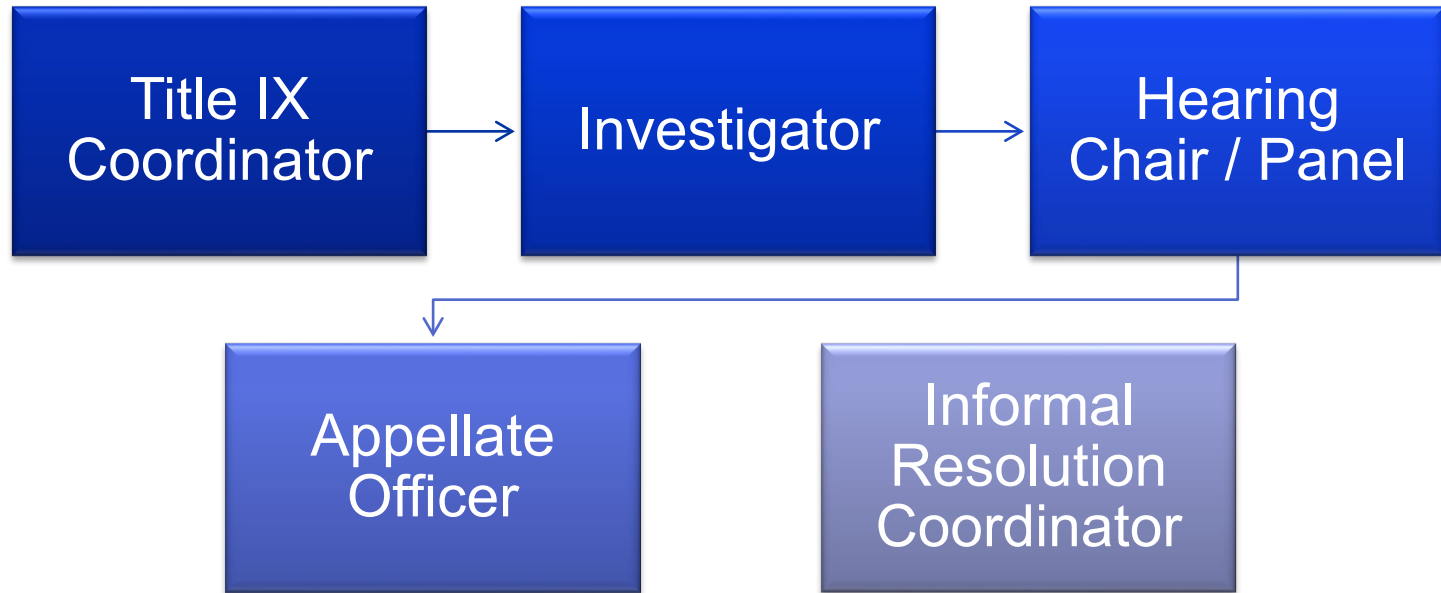 Title IX
Coordinator
Investigator
Hearing
Chair / Panel
Appellate
Officer
Informal
Resolution
Coordinator